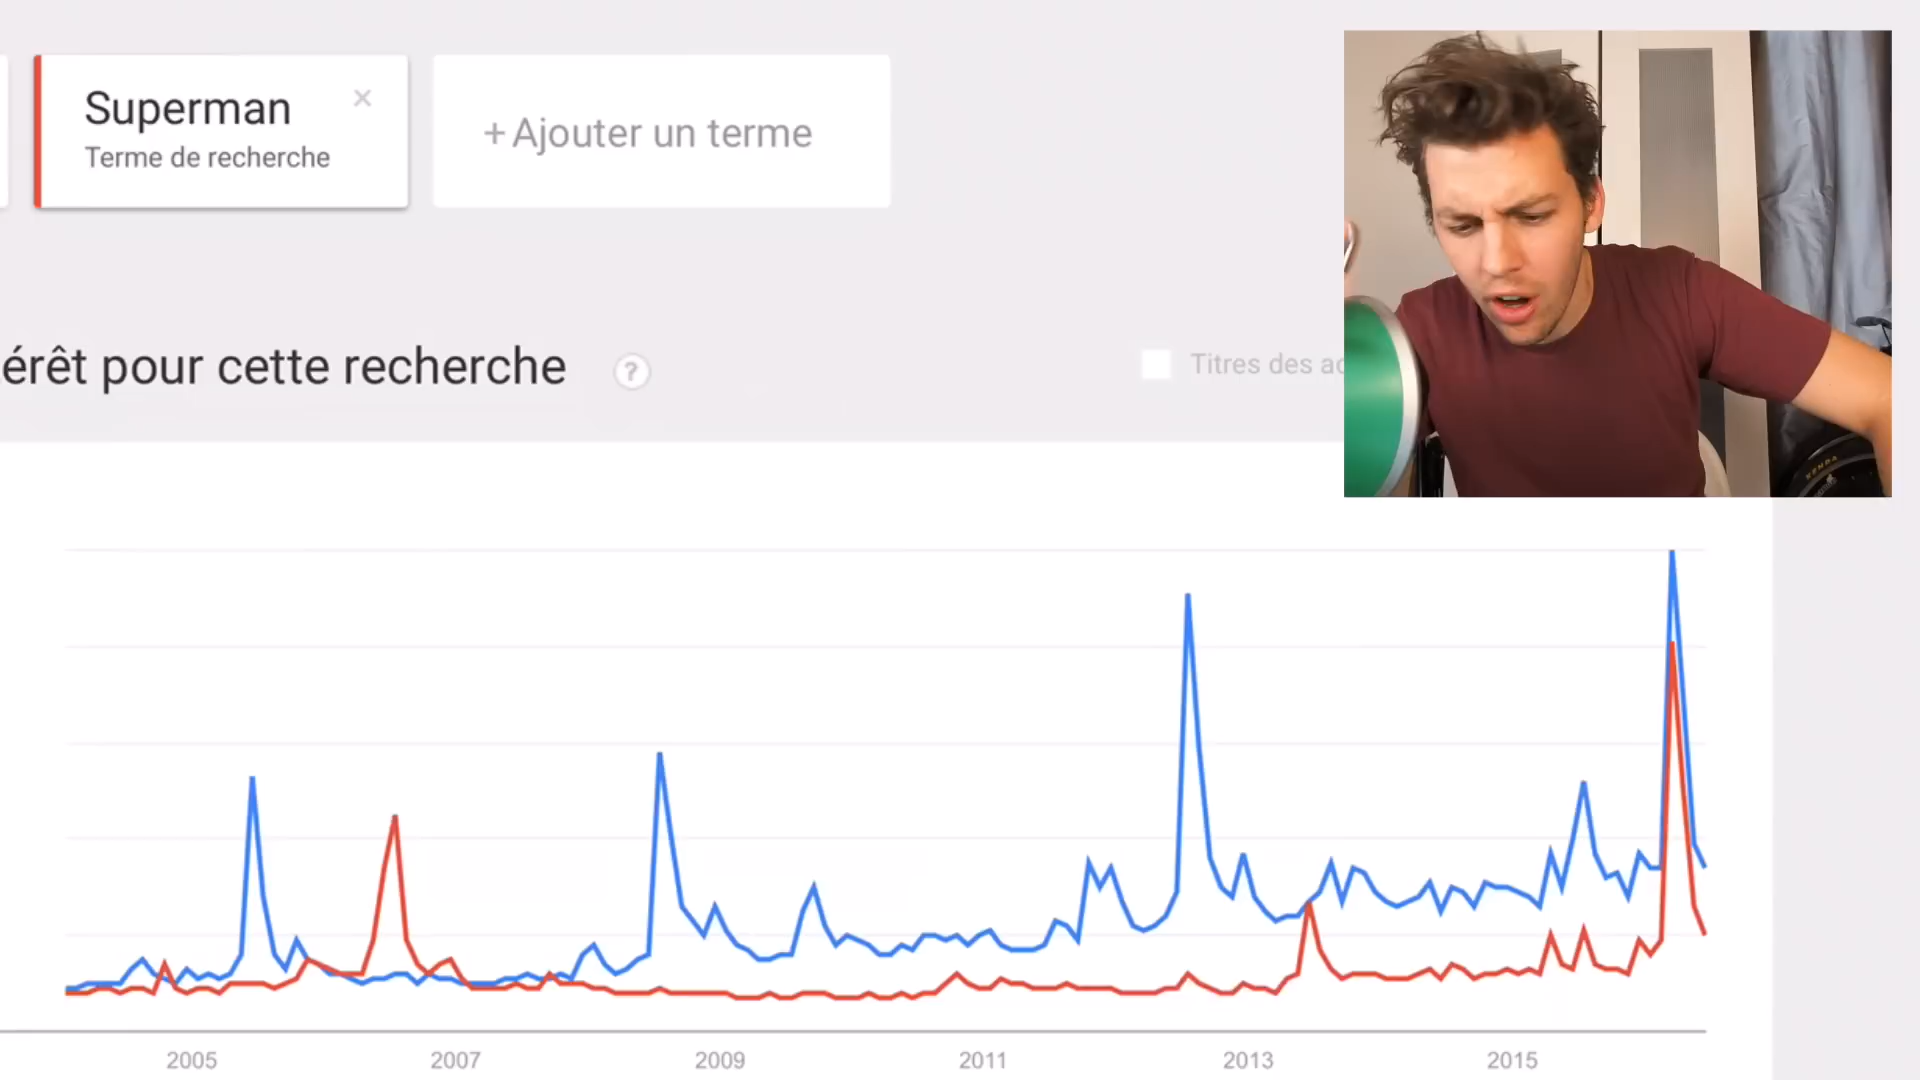 Superman
Terme de recherche
+ Ajouter un terme
érêt pour cette recherche
?
Titres des ac
KENDA
2005
2007
2009
2011
2013
2015